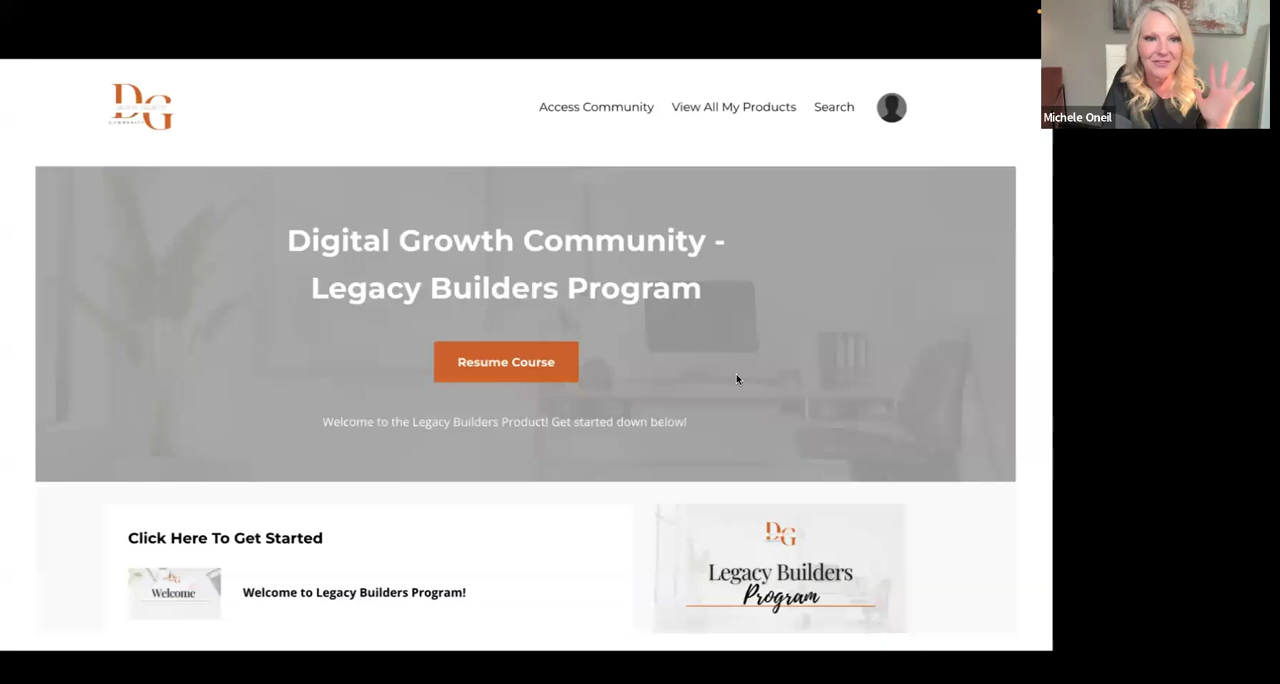 Michele Oneil
DG
Access Community
View All My Products
Search
Digital Growth Community -
Legacy Builders Program
Resume Course
Welcome to the Legacy Builders Product! Get started down below!
Click Here To Get Started
DG
Welcome
Welcome to Legacy Builders Program!
DG
Legacy Builders
Program